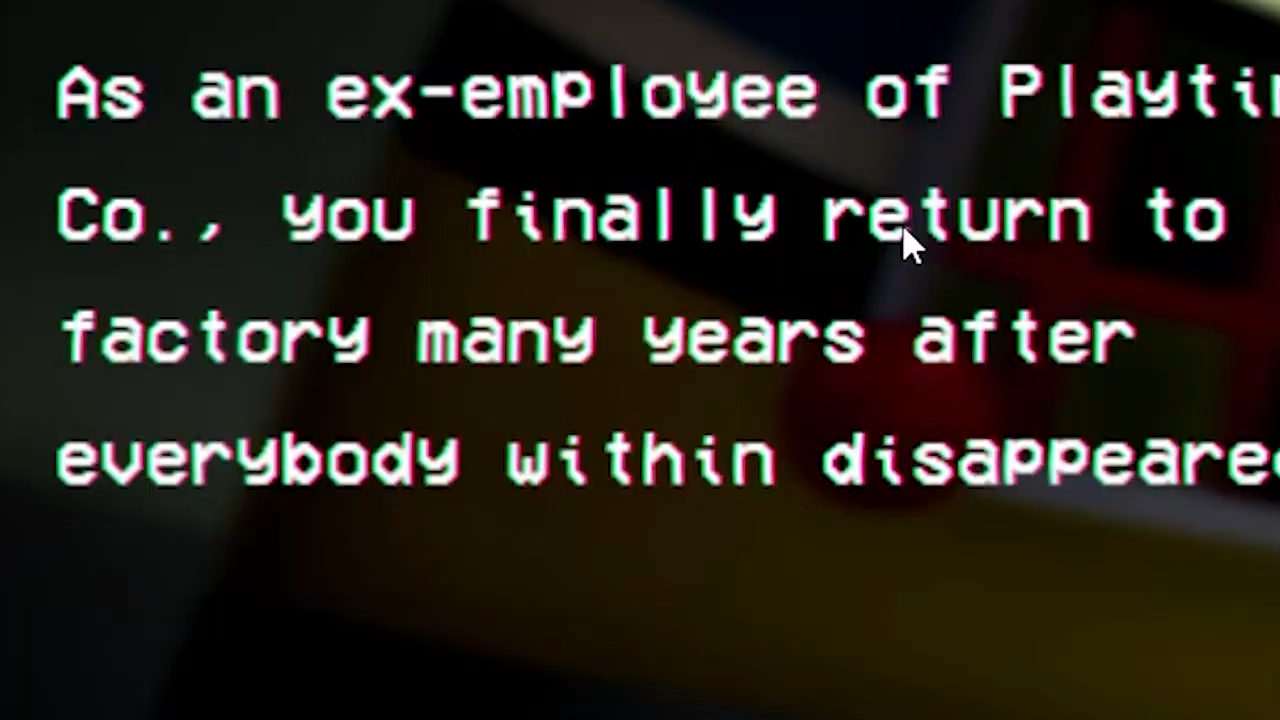 As an ex-employee of Playti
Co., you finally return to
factory many years after
everybody within disappeare